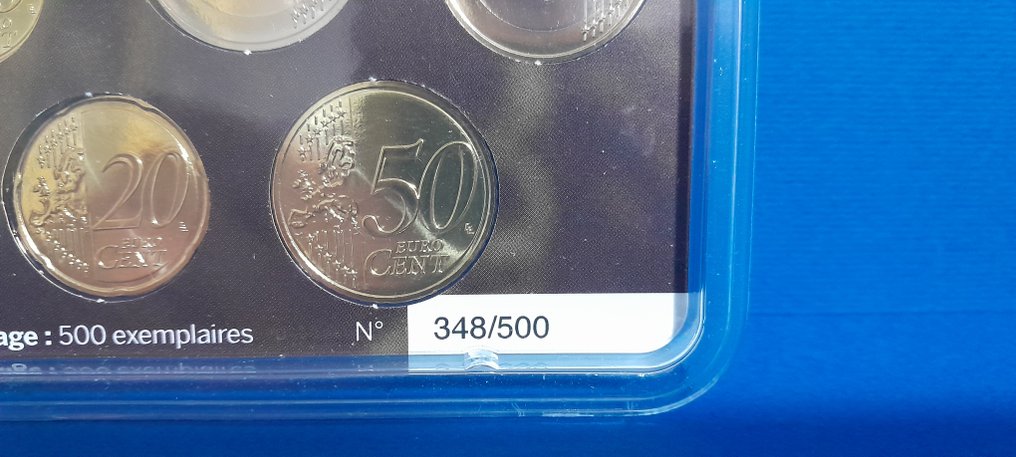 20
EURO
CENT
50
EURO
CENT
age : 500 exemplaires
N° 348/500